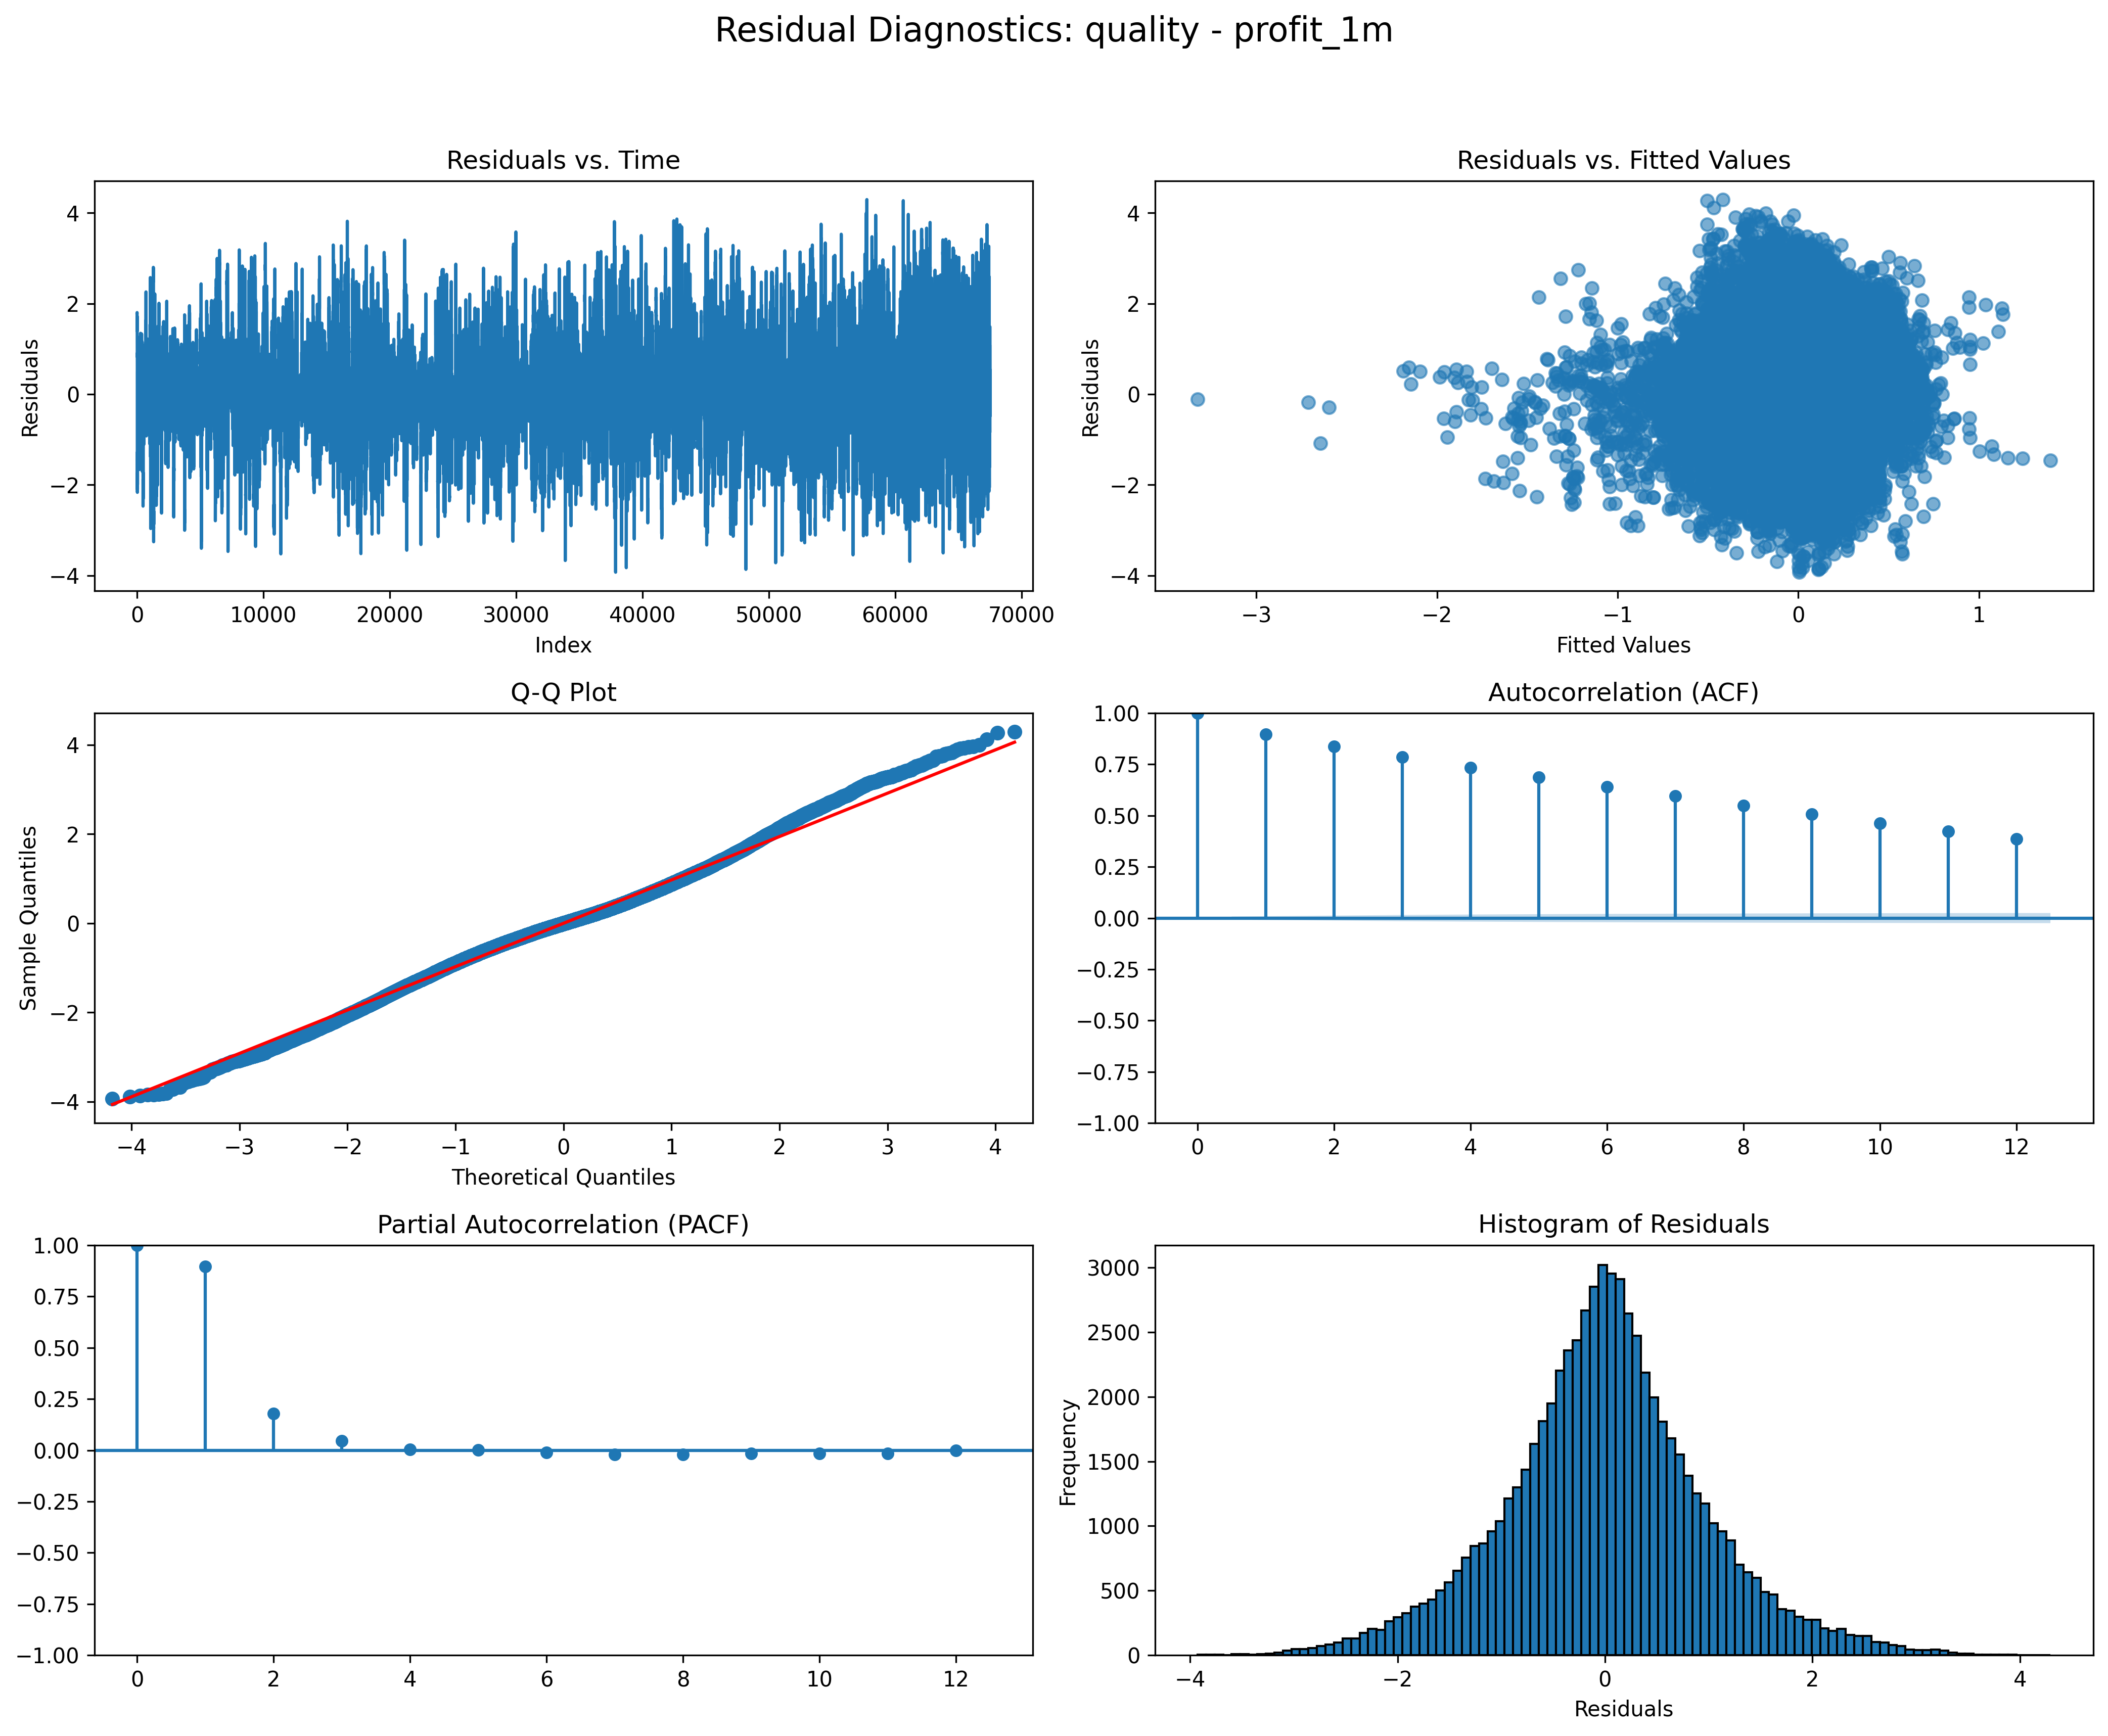 Residual Diagnostics: quality - profit_1m
Residuals vs. Time
4
2
0
−2
−4
Residuals
0 10000 20000 30000 40000 50000 60000 70000
Index
Residuals vs. Fitted Values
4
2
0
−2
−4
Residuals
−3 −2 −1 0 1
Fitted Values
Q-Q Plot
4
2
0
−2
−4
Sample Quantiles
−4 −3 −2 −1 0 1 2 3 4
Theoretical Quantiles
Autocorrelation (ACF)
1.00
0.75
0.50
0.25
0.00
−0.25
−0.50
−0.75
−1.00
0 2 4 6 8 10 12
Partial Autocorrelation (PACF)
1.00
0.75
0.50
0.25
0.00
−0.25
−0.50
−0.75
−1.00
0 2 4 6 8 10 12
Histogram of Residuals
3000
2500
2000
1500
1000
500
0
Frequency
−4 −2 0 2 4
Residuals